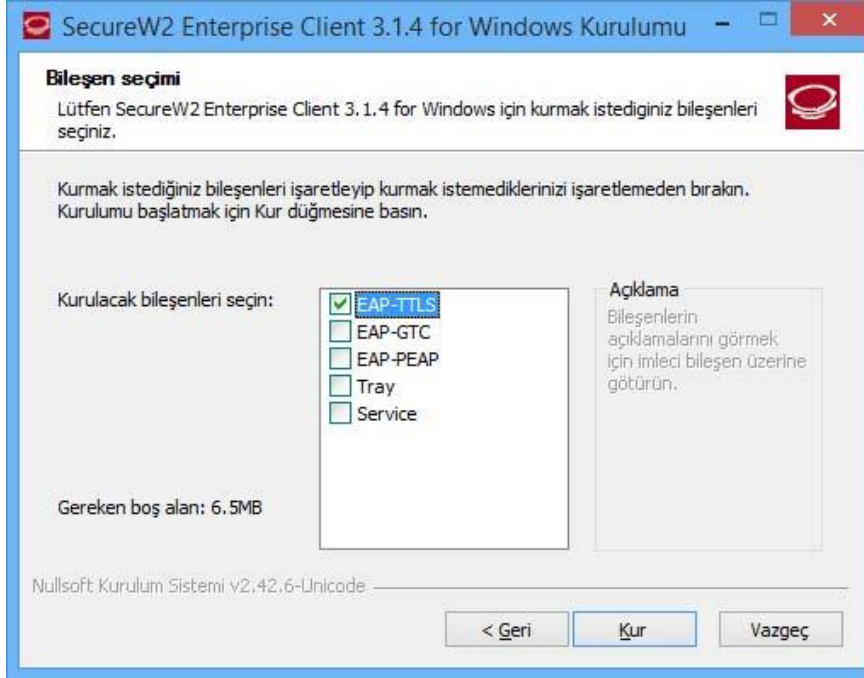 SecureW2 Enterprise Client 3.1.4 for Windows Kurulumu
Bileşen seçimi
Lütfen SecureW2 Enterprise Client 3.1.4 for Windows için kurmak istediginiz bileşenleri
seçiniz.
Kurmak istediğiniz bileşenleri işaretleyip kurmak istemediklerinizi işaretlemeden bırakın.
Kurulumu başlatmak için Kur düğmesine basın.
Kurulacak bileşenleri seçin:
EAP-TTLS
EAP-GTC
EAP-PEAP
Tray
Service
Açıklama
Bileşenlerin
açıklamalarını görmek
için imleci bileşen üzerine
götürün.
Gereken boş alan: 6.5MB
Nullsoft Kurulum Sistemi v2.42.6-Unicode
< Geri
Kur
Vazgeç